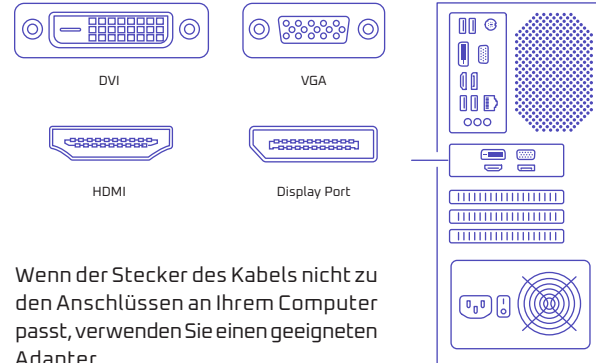 DVI
VGA
HDMI
Display Port
Wenn der Stecker des Kabels nicht zu
den Anschlüssen an Ihrem Computer
passt, verwenden Sie einen geeigneten
Adapter